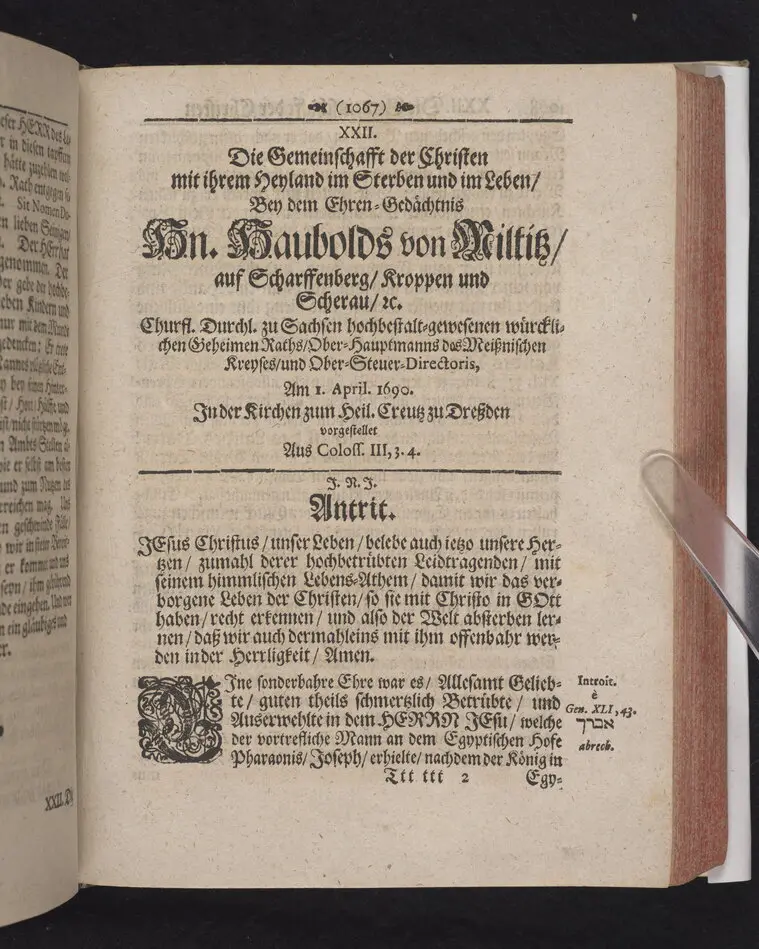 (1067)
XXII.
Die Gemeinschafft der Christen
mit ihrem Heyland im Sterben und im Leben/
Bey dem Ehren-Gedächtnis
Hn. Haubolds von Miltitz/
auf Scharffenberg/ Kroppen und
Scherau/ ꝛc.
Churfl. Durchl. zu Sachsen hochbestalt-gewesenen würckli-
chen Geheimen Raths/Ober-Hauptmanns das Meißnischen
Kreyses/und Ober-Steuer-Directoris,
Am 1. April. 1690.
In der Kirchen zum Heil. Creutz zu Dreßden
vorgestellet
Aus Coloss. III, 3. 4.
J. N. J.
Antrit.
JEsus Christus / unser Leben / belebe auch ietzo unsere Her-
tzen / zumahl derer hochbetrübten Leidtragenden / mit
seinem himmlischen Lebens-Athem / damit wir das ver-
borgene Leben der Christen/ so sie mit Christo in GOtt
haben/ recht erkennen / und also der Welt absterben ler-
nen / daß wir auch dermahleins mit ihm offenbahr wer-
den in der Herrligkeit / Amen.
EIne sonderbahre Ehre war es/ Allesamt Gelieb-
te / guten theils schmertzlich Betrübte / und
Auserwehlte in dem HERRN JEsu / welche
der vortrefliche Mann an dem Egyptischen Hofe
Pharaonis/ Joseph/ erhielte/ nachdem der König in
Introit.
è
Gen. XLI, 43.
אברך
abrech.
Ttt ttt 2 Egy-